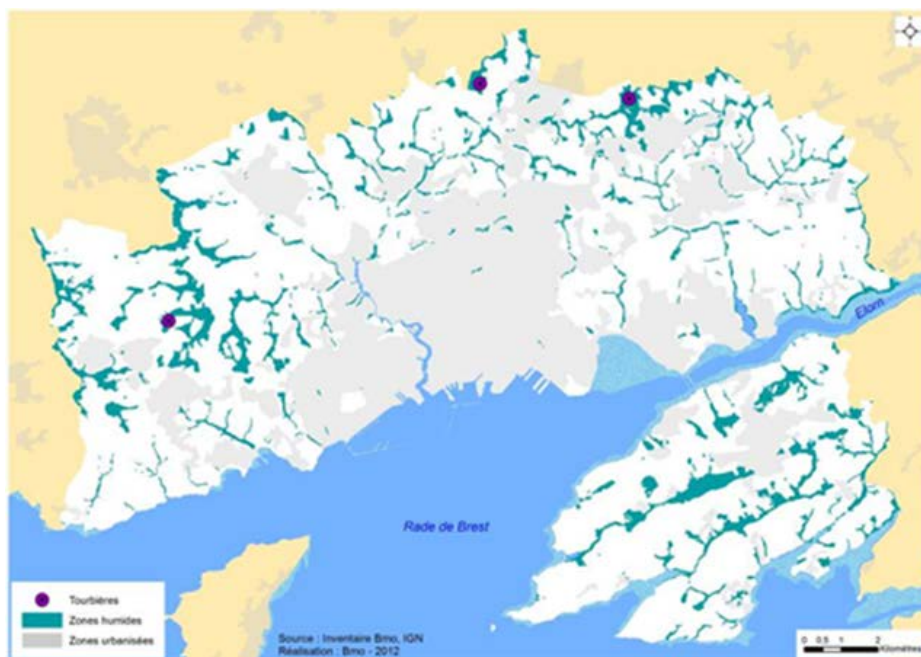 Elorn
Rade de Brest
Tourbières
Zones humides
Zones urbanisées
Source : Inventaire Bmo, IGN
Réalisation : Bmo - 2012
0 0.5 1 2
Kilomètres